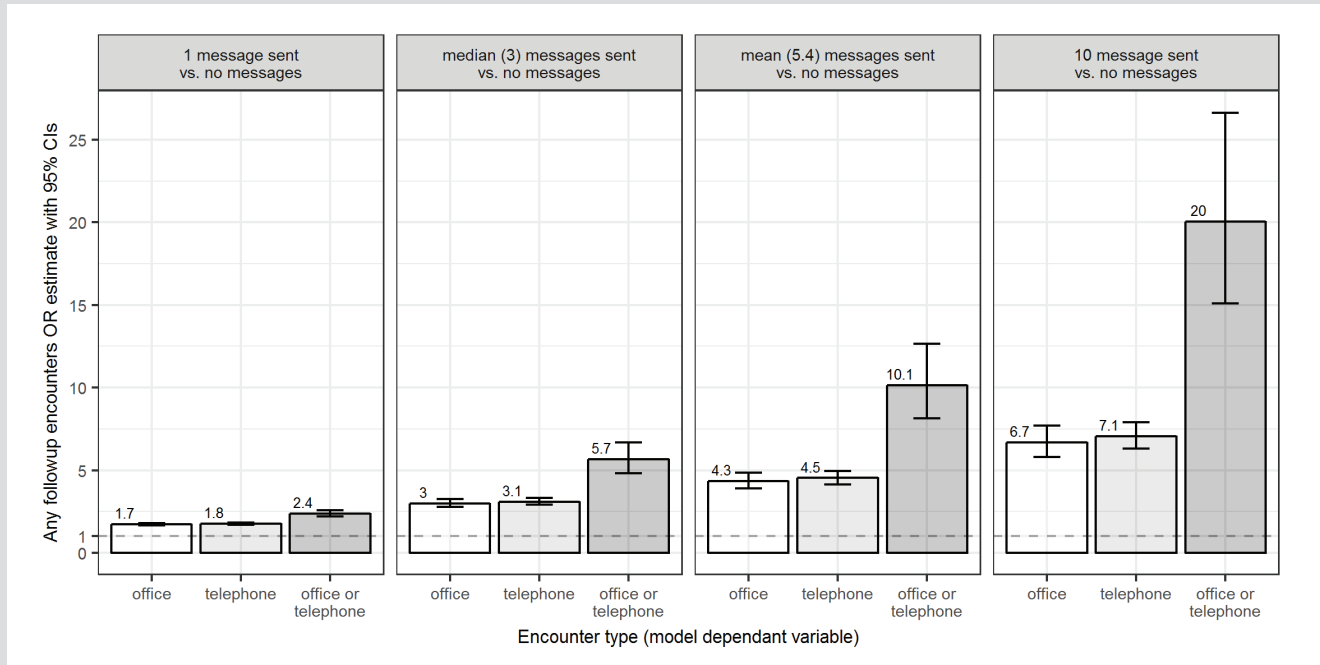 1 message sent
vs. no messages
median (3) messages sent
vs. no messages
mean (5.4) messages sent
vs. no messages
10 message sent
vs. no messages
Any followup encounters OR estimate with 95% CIs
25
20
15
10
5
1
0
1.7
1.8
2.4
3
3.1
5.7
4.3
4.5
10.1
6.7
7.1
20
office
telephone
office or
telephone
office
telephone
office or
telephone
office
telephone
office or
telephone
office
telephone
office or
telephone
Encounter type (model dependant variable)